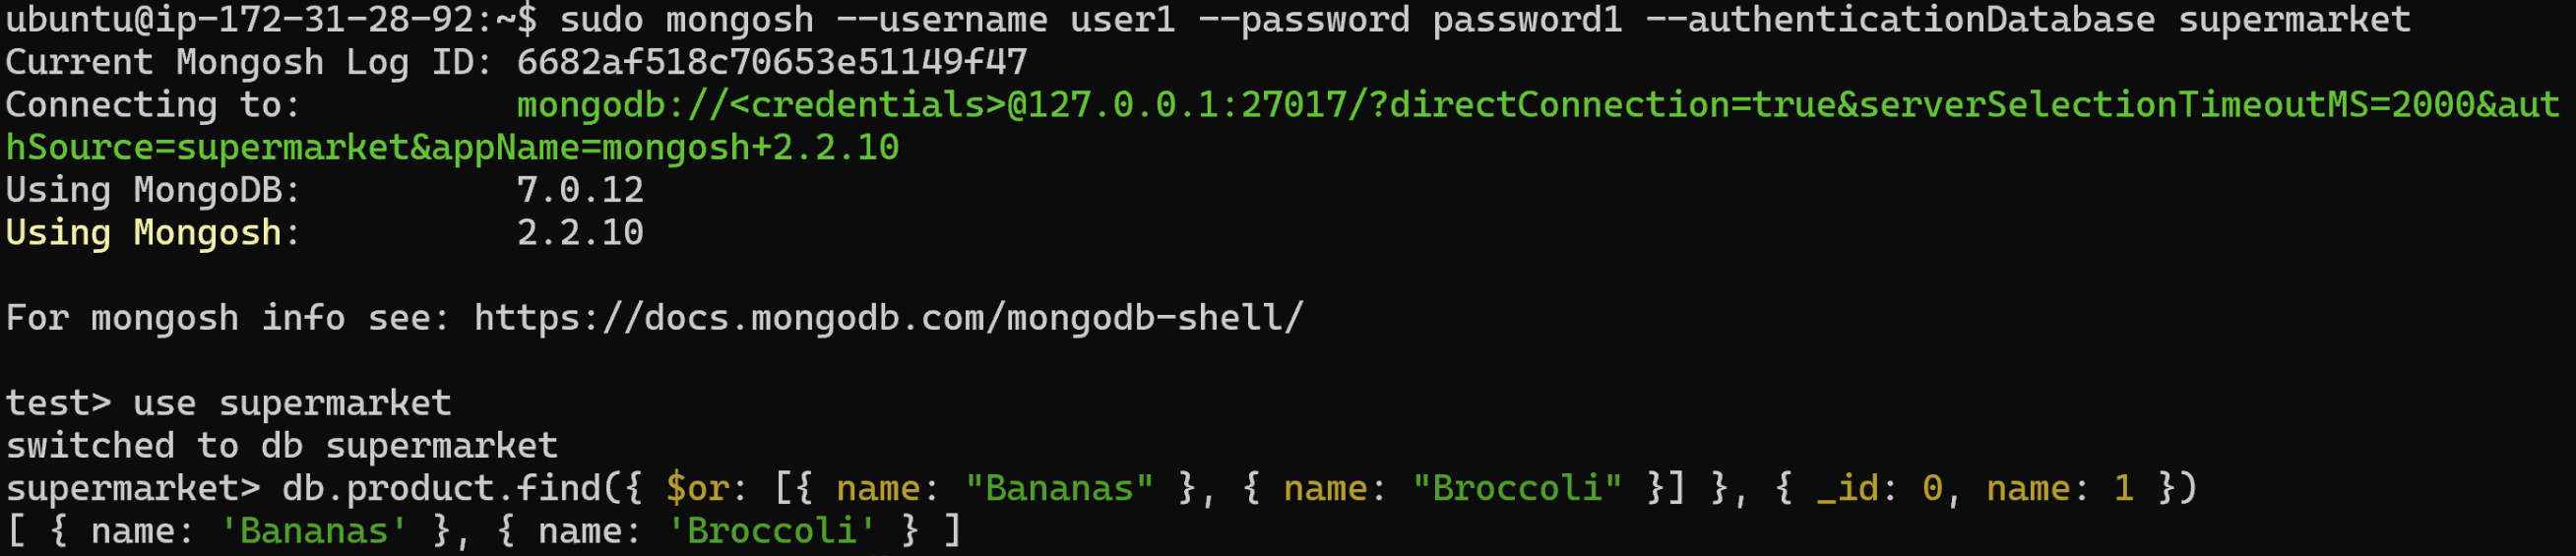 ubuntu@ip-172-31-28-92:~$ sudo mongosh --username user1 --password password1 --authenticationDatabase supermarket
Current Mongosh Log ID: 6682af518c70653e51149f47
Connecting to:          mongodb://<credentials>@127.0.0.1:27017/?directConnection=true&serverSelectionTimeoutMS=2000&aut
hSource=supermarket&appName=mongosh+2.2.10
Using MongoDB:          7.0.12
Using Mongosh:          2.2.10
For mongosh info see: https://docs.mongodb.com/mongodb-shell/
test> use supermarket
switched to db supermarket
supermarket> db.product.find({ $or: [{ name: "Bananas" }, { name: "Broccoli" }] }, { _id: 0, name: 1 })
[ { name: 'Bananas' }, { name: 'Broccoli' } ]